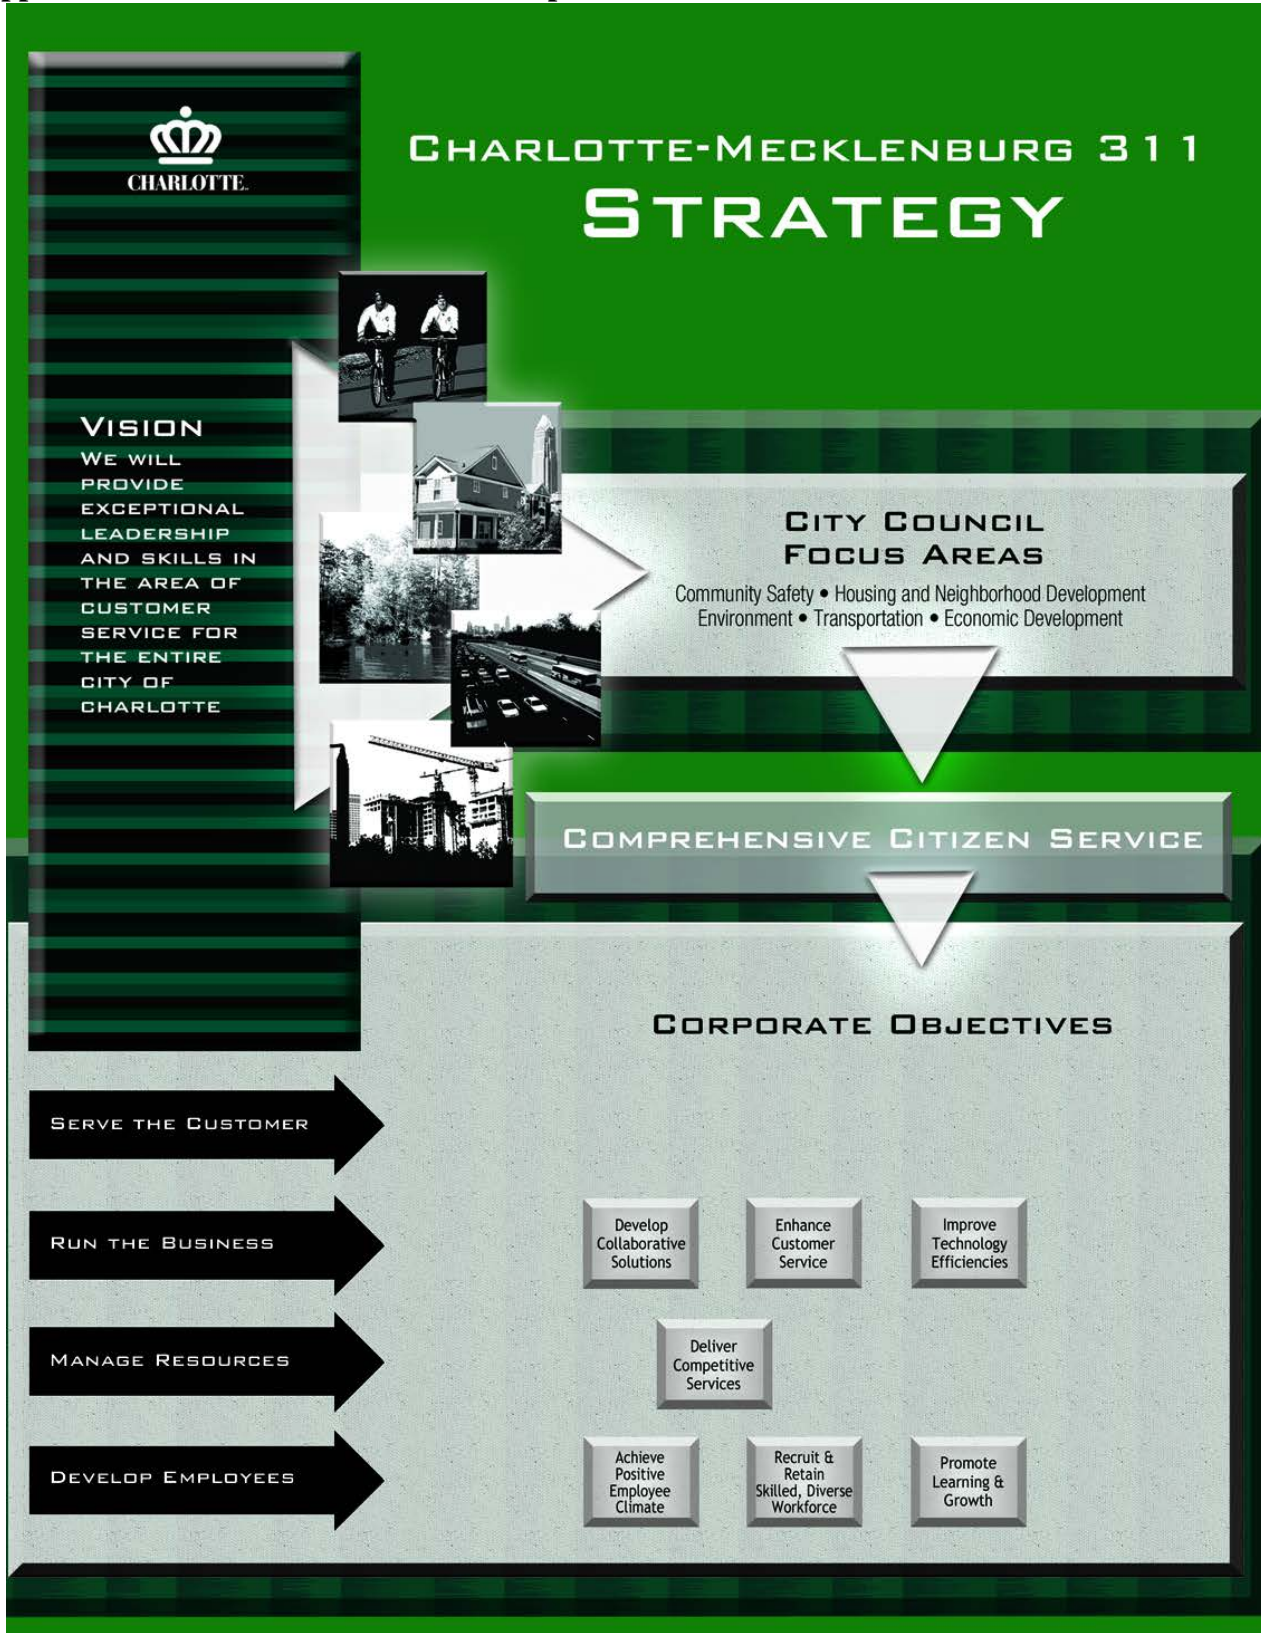 CHARLOTTE.
CHARLOTTE-MECKLENBURG 311
STRATEGY
VISION
WE WILL
PROVIDE
EXCEPTIONAL
LEADERSHIP
AND SKILLS IN
THE AREA OF
CUSTOMER
SERVICE FOR
THE ENTIRE
CITY OF
CHARLOTTE
CITY COUNCIL
FOCUS AREAS
Community Safety • Housing and Neighborhood Development
Environment • Transportation • Economic Development
COMPREHENSIVE CITIZEN SERVICE
CORPORATE OBJECTIVES
SERVE THE CUSTOMER
RUN THE BUSINESS
Develop
Collaborative
Solutions
Enhance
Customer
Service
Improve
Technology
Efficiencies
MANAGE RESOURCES
Deliver
Competitive
Services
DEVELOP EMPLOYEES
Achieve
Positive
Employee
Climate
Recruit &
Retain
Skilled, Diverse
Workforce
Promote
Learning &
Growth